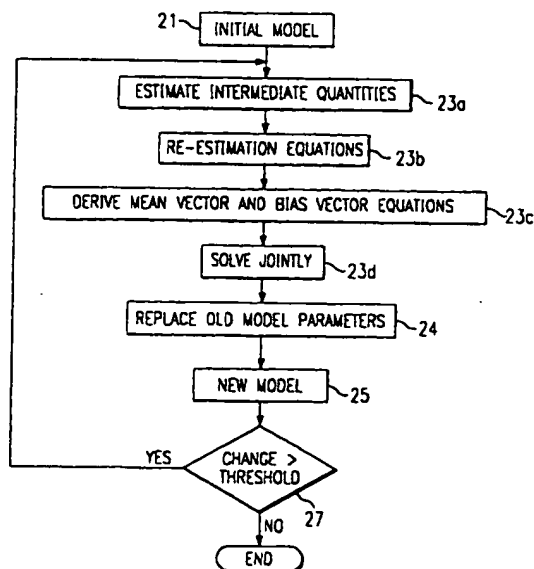 21
INITIAL MODEL
ESTIMATE INTERMEDIATE QUANTITIES
23a
RE-ESTIMATION EQUATIONS
23b
DERIVE MEAN VECTOR AND BIAS VECTOR EQUATIONS
23c
SOLVE JOINTLY
23d
REPLACE OLD MODEL PARAMETERS
24
NEW MODEL
25
YES
CHANGE >
THRESHOLD
27
NO
END